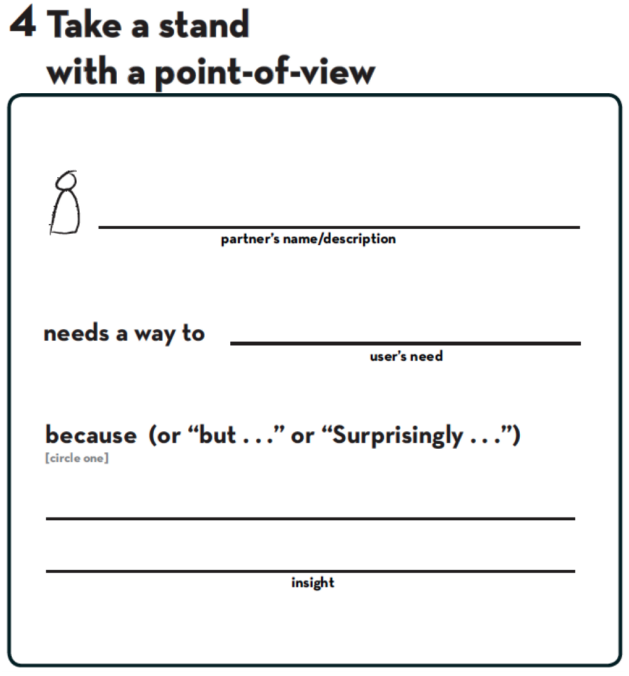 4 Take a stand
with a point-of-view
partner's name/description
needs a way to
user's need
because (or “but . . .” or “Surprisingly . . .”)
[circle one]
insight